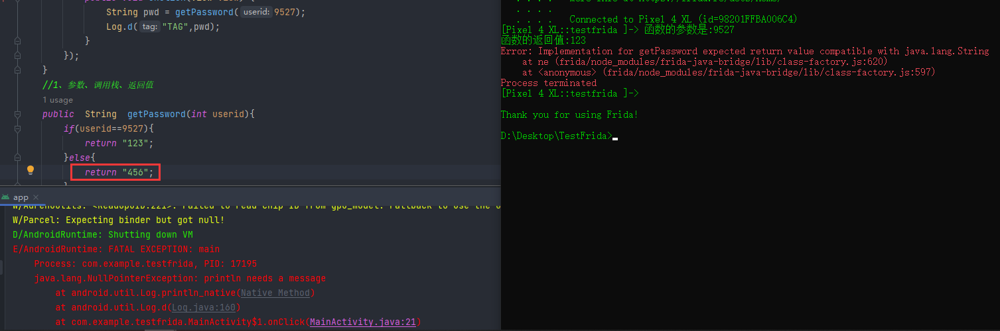 String pwd = getPassword( userid: 9527);
Log.d( tag: "TAG",pwd);
}
});
}
//1、参数、调用栈、返回值
1 usage
public String getPassword(int userid){
if(userid==9527){
return "123";
}else{
return "456";
app
W/Parcel: Expecting binder but got null!
D/AndroidRuntime: Shutting down VM
E/AndroidRuntime: FATAL EXCEPTION: main
Process: com.example.testfrida, PID: 17195
java.lang.NullPointerException: println needs a message
at android.util.Log.println_native(Native Method)
at android.util.Log.d(Log.java:160)
at com.example.testfrida.MainActivity$1.onClick(MainActivity.java:21)
. . . .
. . . . Connected to Pixel 4 XL (id=98201FFBA006C4)
[Pixel 4 XL::testfrida ]-> 函数的参数是:9527
函数的返回值:123
Error: Implementation for getPassword expected return value compatible with java.lang.String
at ne (frida/node_modules/frida-java-bridge/lib/class-factory.js:620)
at <anonymous> (frida/node_modules/frida-java-bridge/lib/class-factory.js:597)
Process terminated
[Pixel 4 XL::testfrida ]->
Thank you for using Frida!
D:\Desktop\TestFrida>